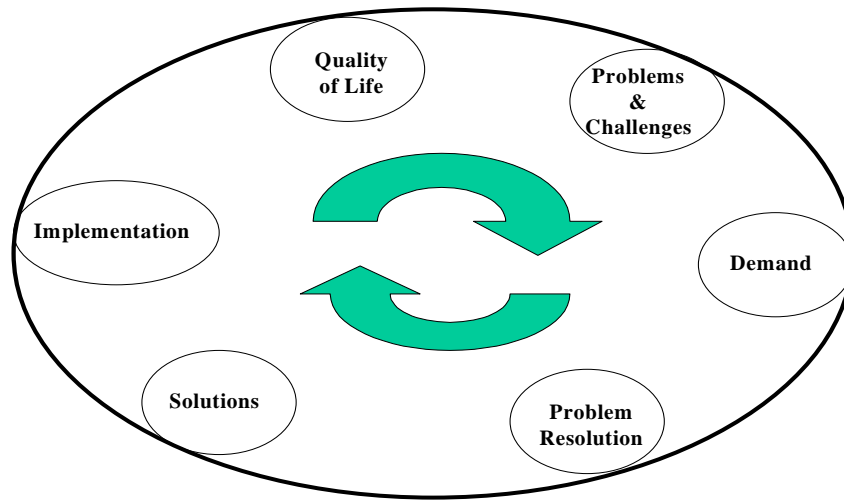 Quality
of Life
Problems
&
Challenges
Implementation
Demand
Solutions
Problem
Resolution